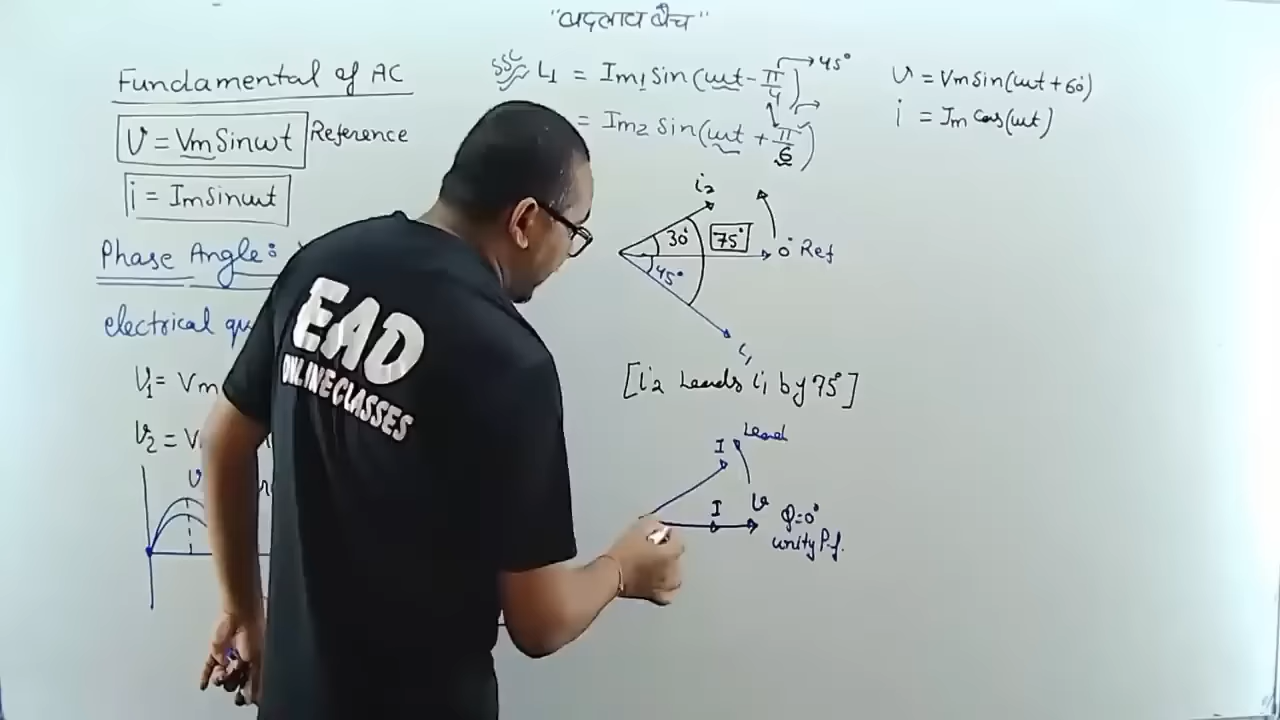 "बदलाव बैच"
Fundamental of AC
V = Vm Sinωt Reference
i = Im Sinωt
Phase Angle:
electrical qu
V1 = Vm
V2 = V
υ
SSC i1 = Im1 Sin(ωt - π/4) 45°
= Im2 Sin(ωt + π/6)
υ = Vm Sin(ωt + 60°)
i = Im Cos(ωt)
i2
30° 75° 0° Ref
45°
i1
[i2 Leads i1 by 75°]
I Lead
I υ φ=0°
unity P.f.
EAD
ONLINE CLASSES